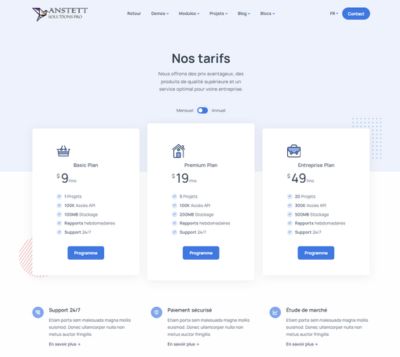 ANSTETT
SOLUTIONS PRO
Retour
Demos
Modules
Projets
Blog
Blocs
FR
Contact
Nos tarifs
Nous offrons des prix avantageux, des
produits de qualité supérieure et un
service optimal pour votre entreprise.
Mensuel
Annuel
Basic Plan
$9
1 Projets
100K Accès API
100MB Stockage
Rapports hebdomadaires
Support 24/7
Programme
Premium Plan
$19
5 Projets
100K Accès API
200MB Stockage
Rapports hebdomadaires
Support 24/7
Programme
Entreprise Plan
$49
20 Projets
300K Accès API
500MB Stockage
Rapports hebdomadaires
Support 24/7
Programme
Support 24/7
Etiam porta sem malesuada magna mollis
euismod. Donec ullamcorper nulla non
metus auctor fringilla.
En savoir plus
Paiement sécurisé
Etiam porta sem malesuada magna mollis
euismod. Donec ullamcorper nulla non
metus auctor fringilla.
En savoir plus
Étude de marché
Etiam porta sem malesuada magna mollis
euismod. Donec ullamcorper nulla non
metus auctor fringilla.
En savoir plus